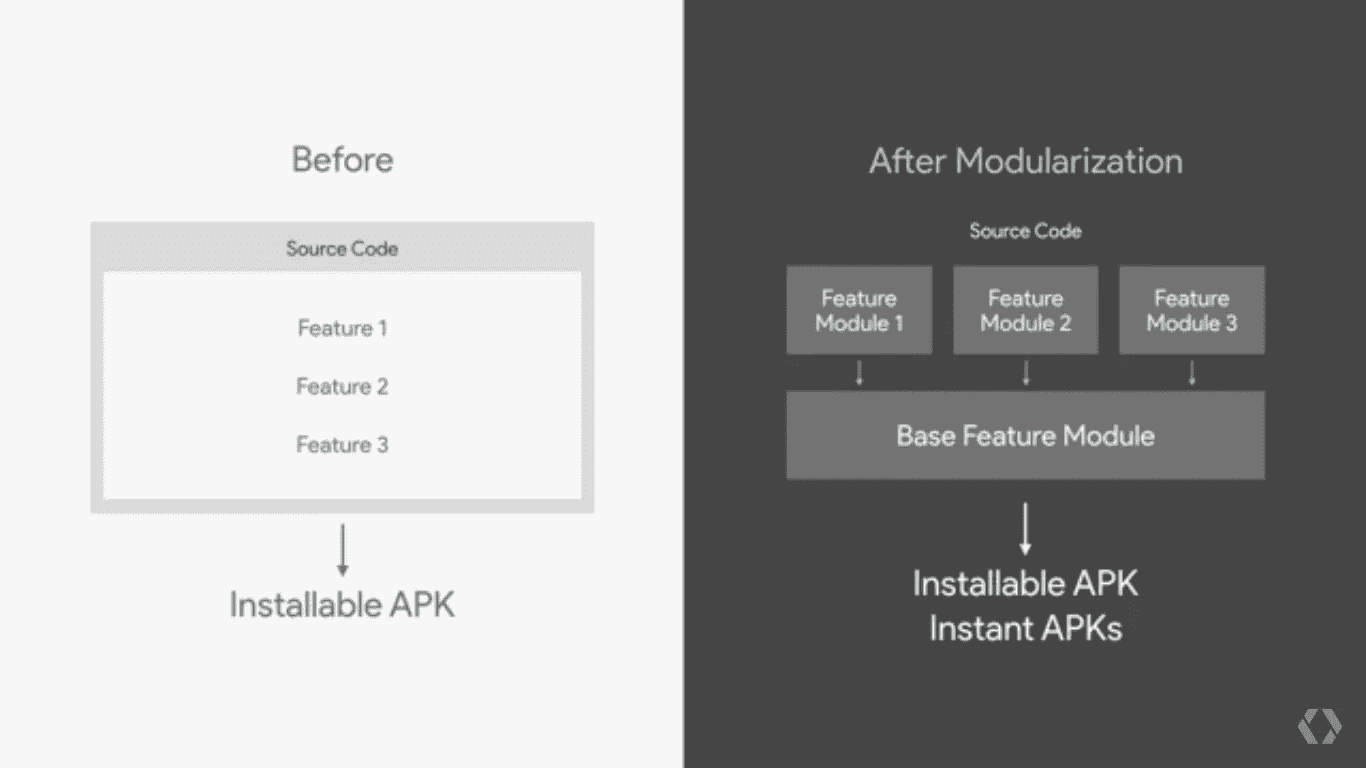 Before
Source Code
Feature 1
Feature 2
Feature 3
Installable APK
After Modularization
Source Code
Feature
Module 1
Feature
Module 2
Feature
Module 3
Base Feature Module
Installable APK
Instant APKs